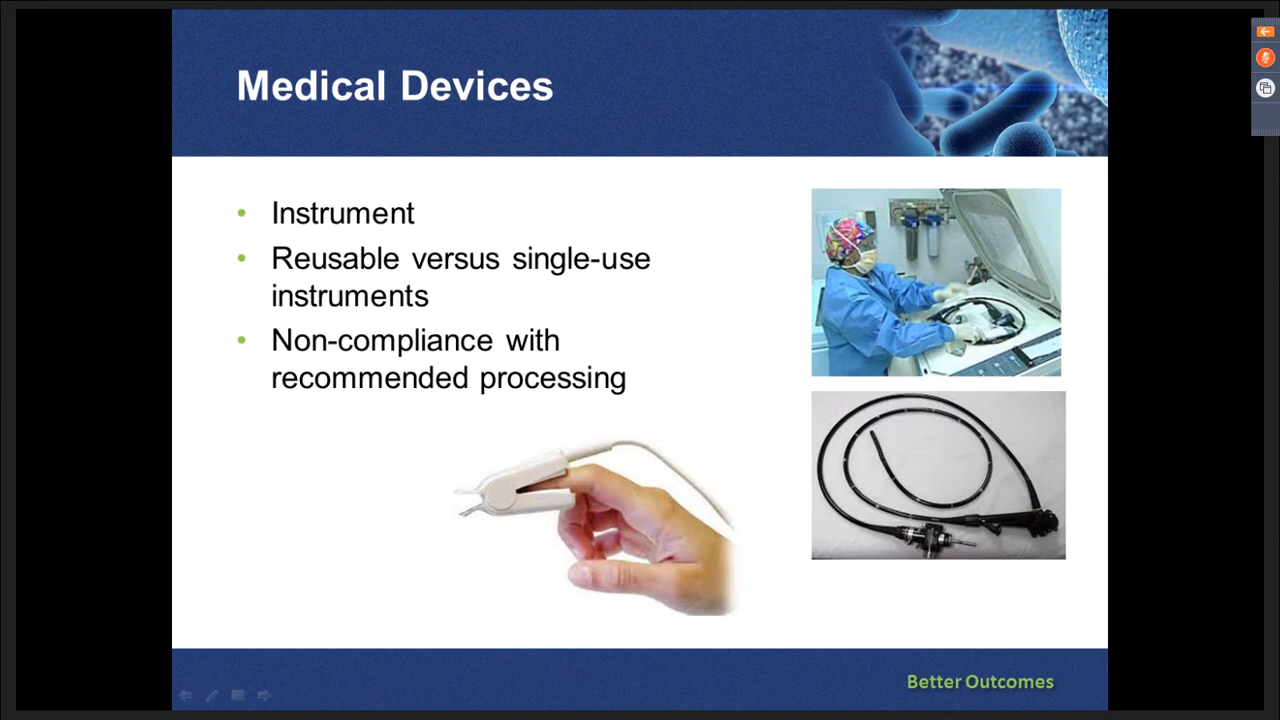 Medical Devices
• Instrument
• Reusable versus single-use
instruments
• Non-compliance with
recommended processing
Better Outcomes